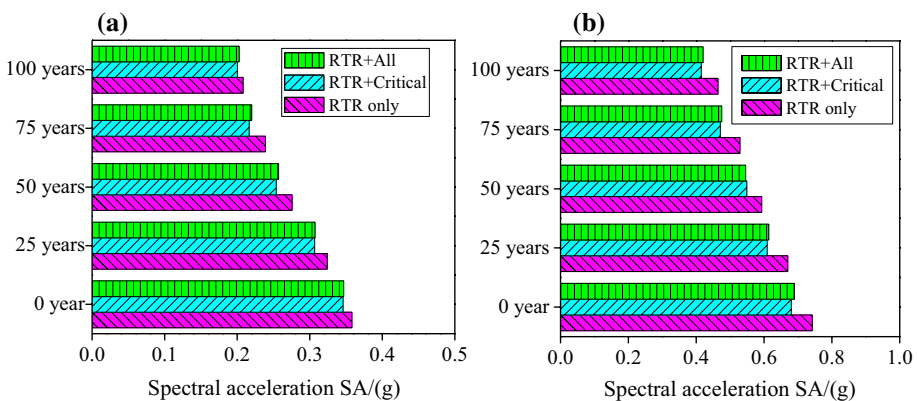 (a)
RTR+All
RTR+Critical
RTR only
100 years
75 years
50 years
25 years
0 year
0.0 0.1 0.2 0.3 0.4 0.5
Spectral acceleration SA/(g)
(b)
RTR+All
RTR+Critical
RTR only
100 years
75 years
50 years
25 years
0 year
0.0 0.2 0.4 0.6 0.8 1.0
Spectral acceleration SA/(g)